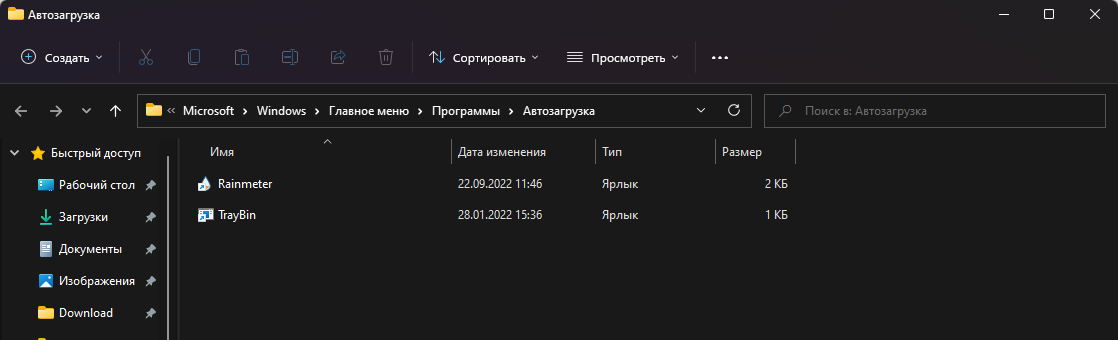 Автозагрузка
Создать Сортировать Просмотреть
« Microsoft Windows Главное меню Программы Автозагрузка Поиск в: Автозагрузка
Быстрый доступ
Рабочий стол
Загрузки
Документы
Изображения
Download
Имя Дата изменения Тип Размер
Rainmeter 22.09.2022 11:46 Ярлык 2 КБ
TrayBin 28.01.2022 15:36 Ярлык 1 КБ